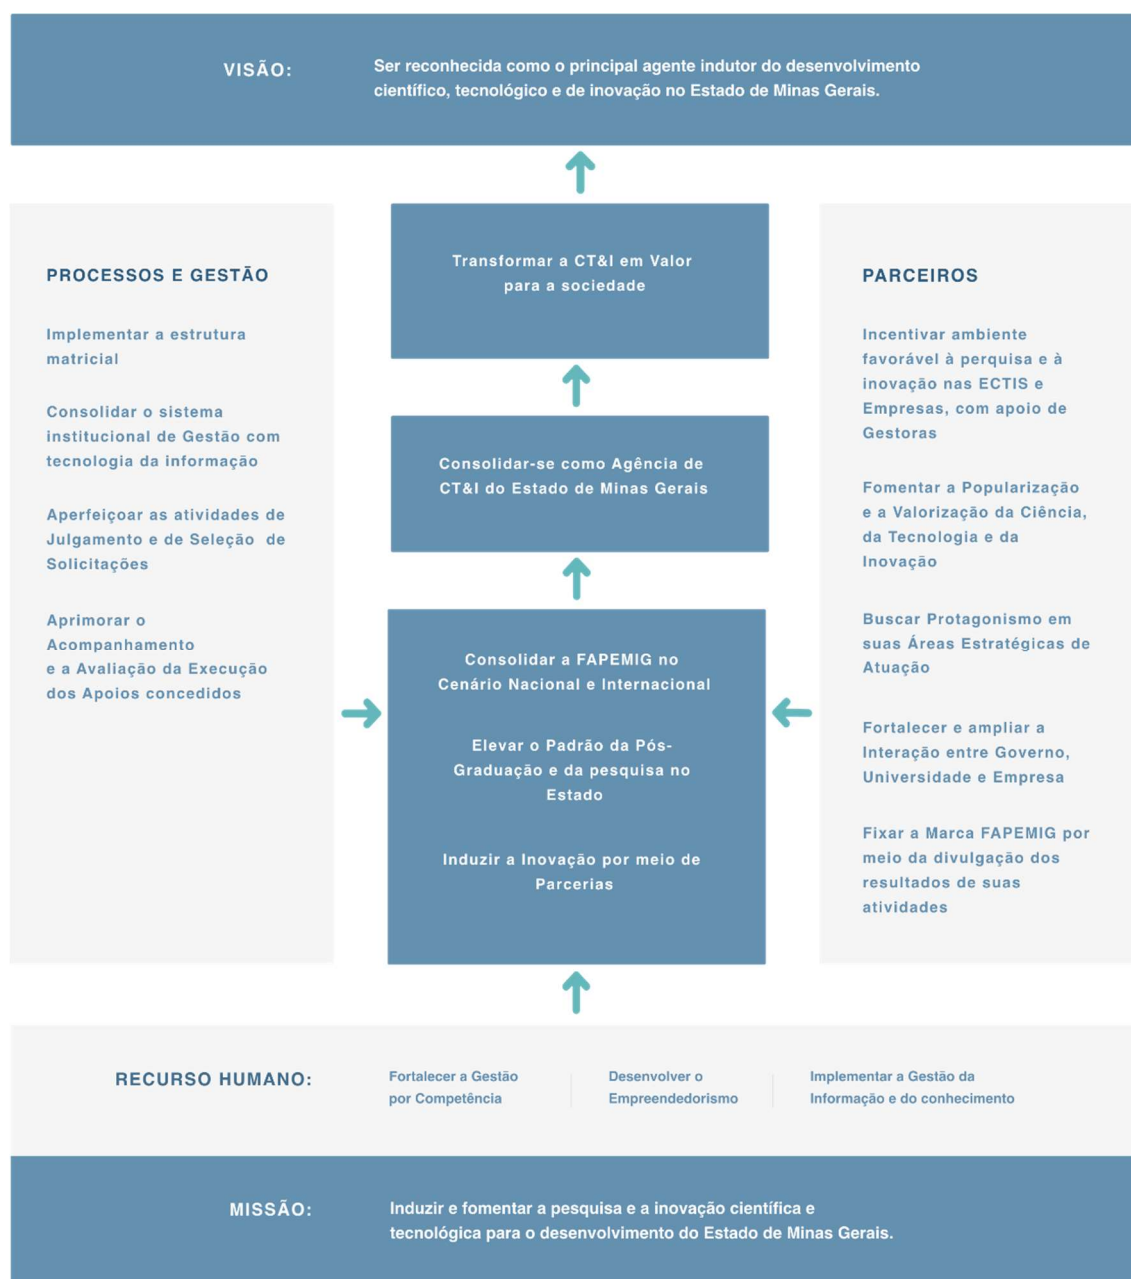 VISÃO:
Ser reconhecida como o principal agente indutor do desenvolvimento
científico, tecnológico e de inovação no Estado de Minas Gerais.
PROCESSOS E GESTÃO
Implementar a estrutura
matricial
Consolidar o sistema
institucional de Gestão com
tecnologia da informação
Aperfeiçoar as atividades de
Julgamento e de Seleção de
Solicitações
Aprimorar o
Acompanhamento
e a Avaliação da Execução
dos Apoios concedidos
Transformar a CT&I em Valor
para a sociedade
Consolidar-se como Agência de
CT&I do Estado de Minas Gerais
Consolidar a FAPEMIG no
Cenário Nacional e Internacional
Elevar o Padrão da Pós-
Graduação e da pesquisa no
Estado
Induzir a Inovação por meio de
Parcerias
PARCEIROS
Incentivar ambiente
favorável à perquisa e à
inovação nas ECTIS e
Empresas, com apoio de
Gestoras
Fomentar a Popularização
e a Valorização da Ciência,
da Tecnologia e da
Inovação
Buscar Protagonismo em
suas Áreas Estratégicas de
Atuação
Fortalecer e ampliar a
Interação entre Governo,
Universidade e Empresa
Fixar a Marca FAPEMIG por
meio da divulgação dos
resultados de suas
atividades
RECURSO HUMANO:
Fortalecer a Gestão
por Competência
Desenvolver o
Empreendedorismo
Implementar a Gestão da
Informação e do conhecimento
MISSÃO:
Induzir e fomentar a pesquisa e a inovação científica e
tecnológica para o desenvolvimento do Estado de Minas Gerais.